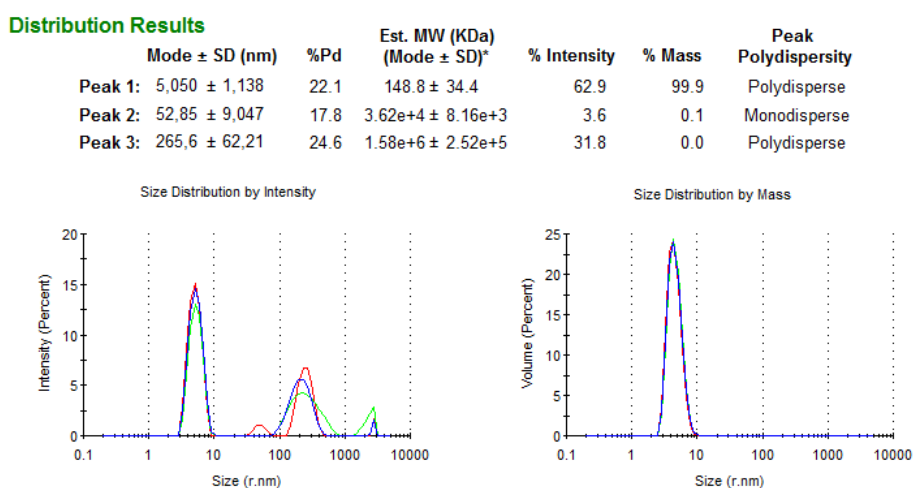 Distribution Results
Mode ± SD (nm) %Pd Est. MW (KDa) (Mode ± SD)* % Intensity % Mass Peak Polydispersity
Peak 1: 5,050 ± 1,138 22.1 148.8 ± 34.4 62.9 99.9 Polydisperse
Peak 2: 52,85 ± 9,047 17.8 3.62e+4 ± 8.16e+3 3.6 0.1 Monodisperse
Peak 3: 265,6 ± 62,21 24.6 1.58e+6 ± 2.52e+5 31.8 0.0 Polydisperse
Size Distribution by Intensity
20
15
10
5
0
Intensity (Percent)
0.1 1 10 100 1000 10000
Size (r.nm)
Size Distribution by Mass
25
20
15
10
5
0
Volume (Percent)
0.1 1 10 100 1000 10000
Size (r.nm)